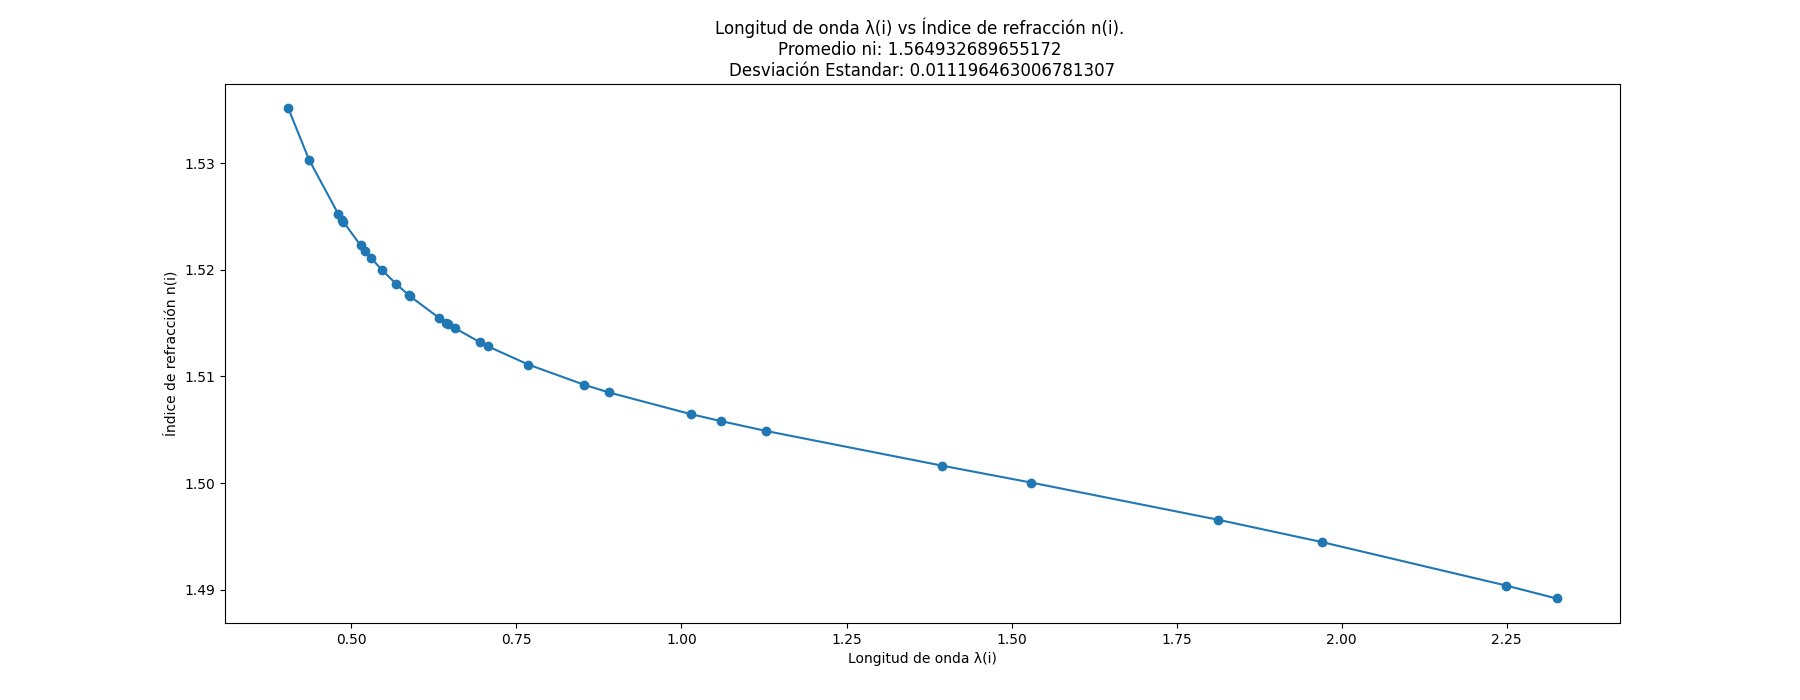 Longitud de onda λ(i) vs Índice de refracción n(i).
Promedio ni: 1.564932689655172
Desviación Estandar: 0.011196463006781307
1.53
1.52
1.51
1.50
1.49
Índice de refracción n(i)
0.50 0.75 1.00 1.25 1.50 1.75 2.00 2.25
Longitud de onda λ(i)